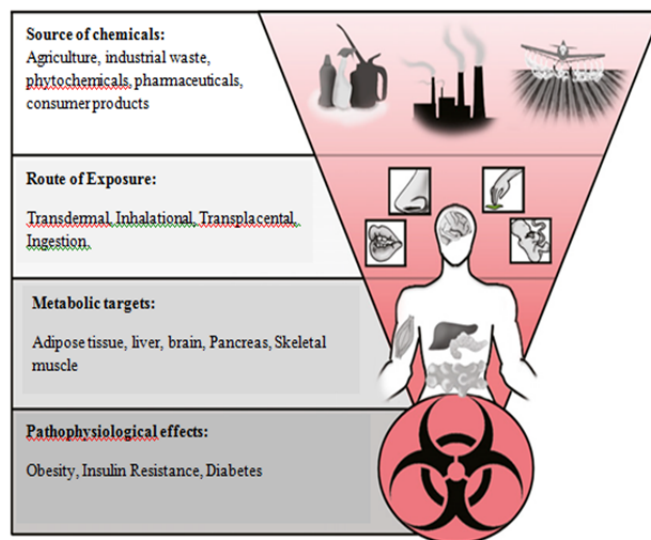 Source of chemicals:
Agriculture, industrial waste,
phytochemicals, pharmaceuticals,
consumer products
Route of Exposure:
Transdermal, Inhalational, Transplacental,
Ingestion,
Metabolic targets:
Adipose tissue, liver, brain, Pancreas, Skeletal
muscle
Pathophysiological effects:
Obesity, Insulin Resistance, Diabetes